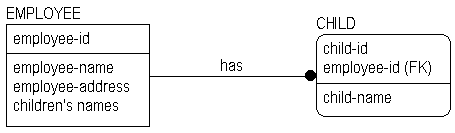 EMPLOYEE
employee-id
employee-name
employee-address
children's names
has
CHILD
child-id
employee-id (FK)
child-name